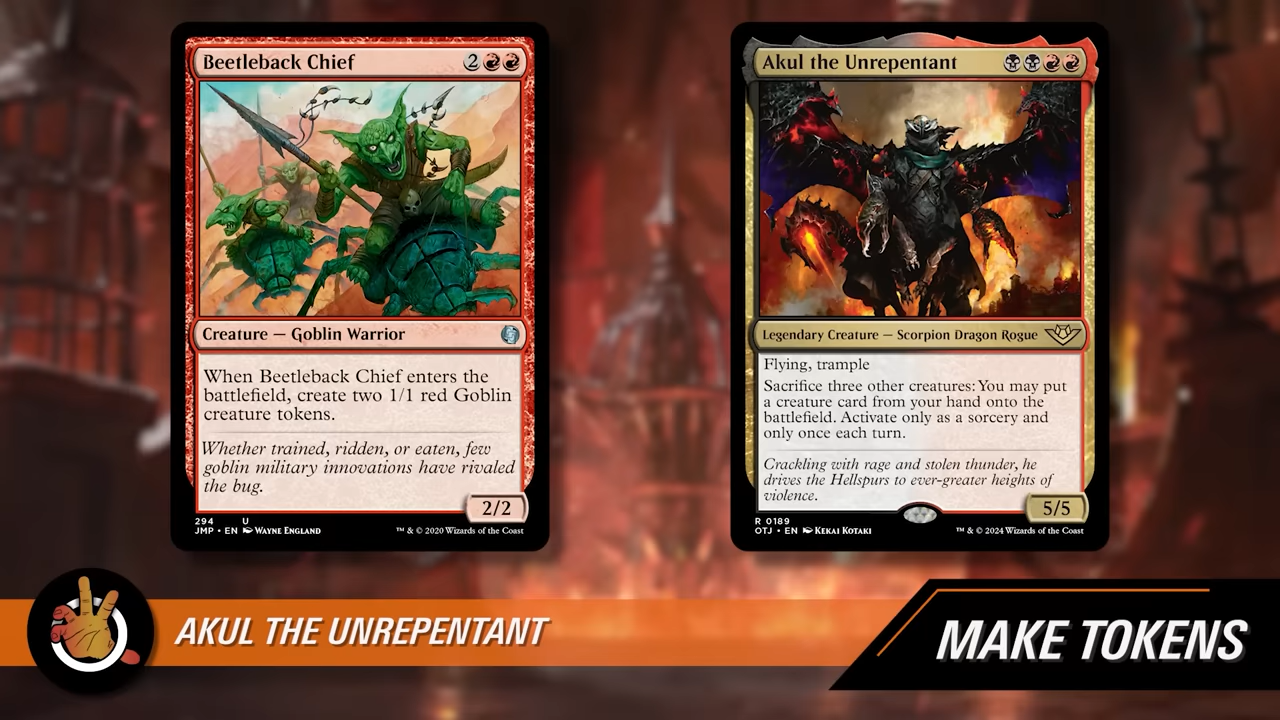 Beetleback Chief
2
Creature — Goblin Warrior
When Beetleback Chief enters the
battlefield, create two 1/1 red Goblin
creature tokens.
Whether trained, ridden, or eaten, few
goblin military innovations have rivaled
the bug.
2/2
294 U
JMP • EN WAYNE ENGLAND
™ & © 2020 Wizards of the Coast
Akul the Unrepentant
Legendary Creature — Scorpion Dragon Rogue
Flying, trample
Sacrifice three other creatures: You may put
a creature card from your hand onto the
battlefield. Activate only as a sorcery and
only once each turn.
Crackling with rage and stolen thunder, he
drives the Hellspurs to ever-greater heights of
violence.
5/5
R 0189
OTJ • EN KEKAI KOTAKI
™ & © 2024 Wizards of the Coast
AKUL THE UNREPENTANT
MAKE TOKENS